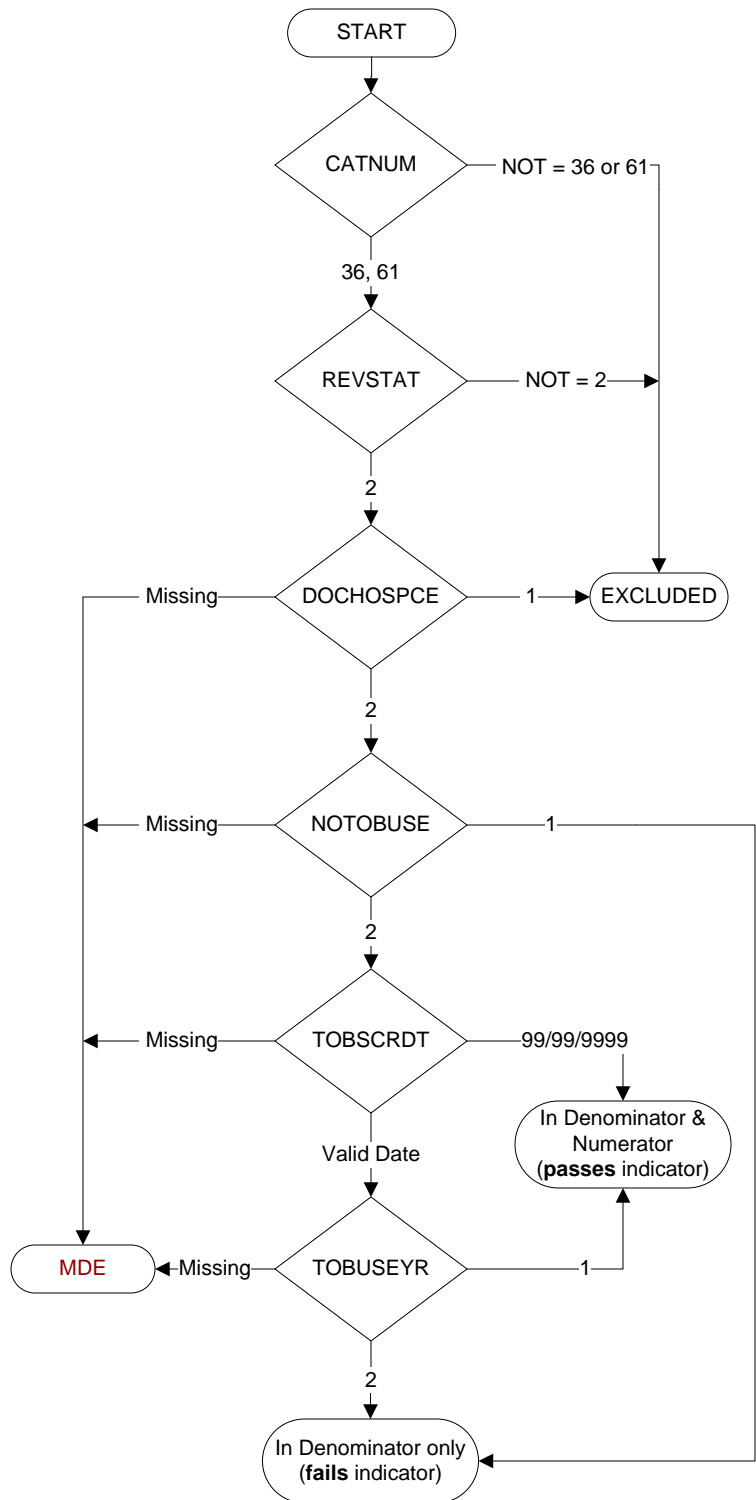 START
CATNUM
NOT = 36 or 61
36, 61
REVSTAT
NOT = 2
2
Missing
DOCHOSPCE
1
EXCLUDED
2
Missing
NOTOBUSE
1
2
Missing
TOBSCRDT
99/99/9999
In Denominator &
Numerator
(passes indicator)
Valid Date
MDE
Missing
TOBUSEYR
1
2
In Denominator only
(fails indicator)